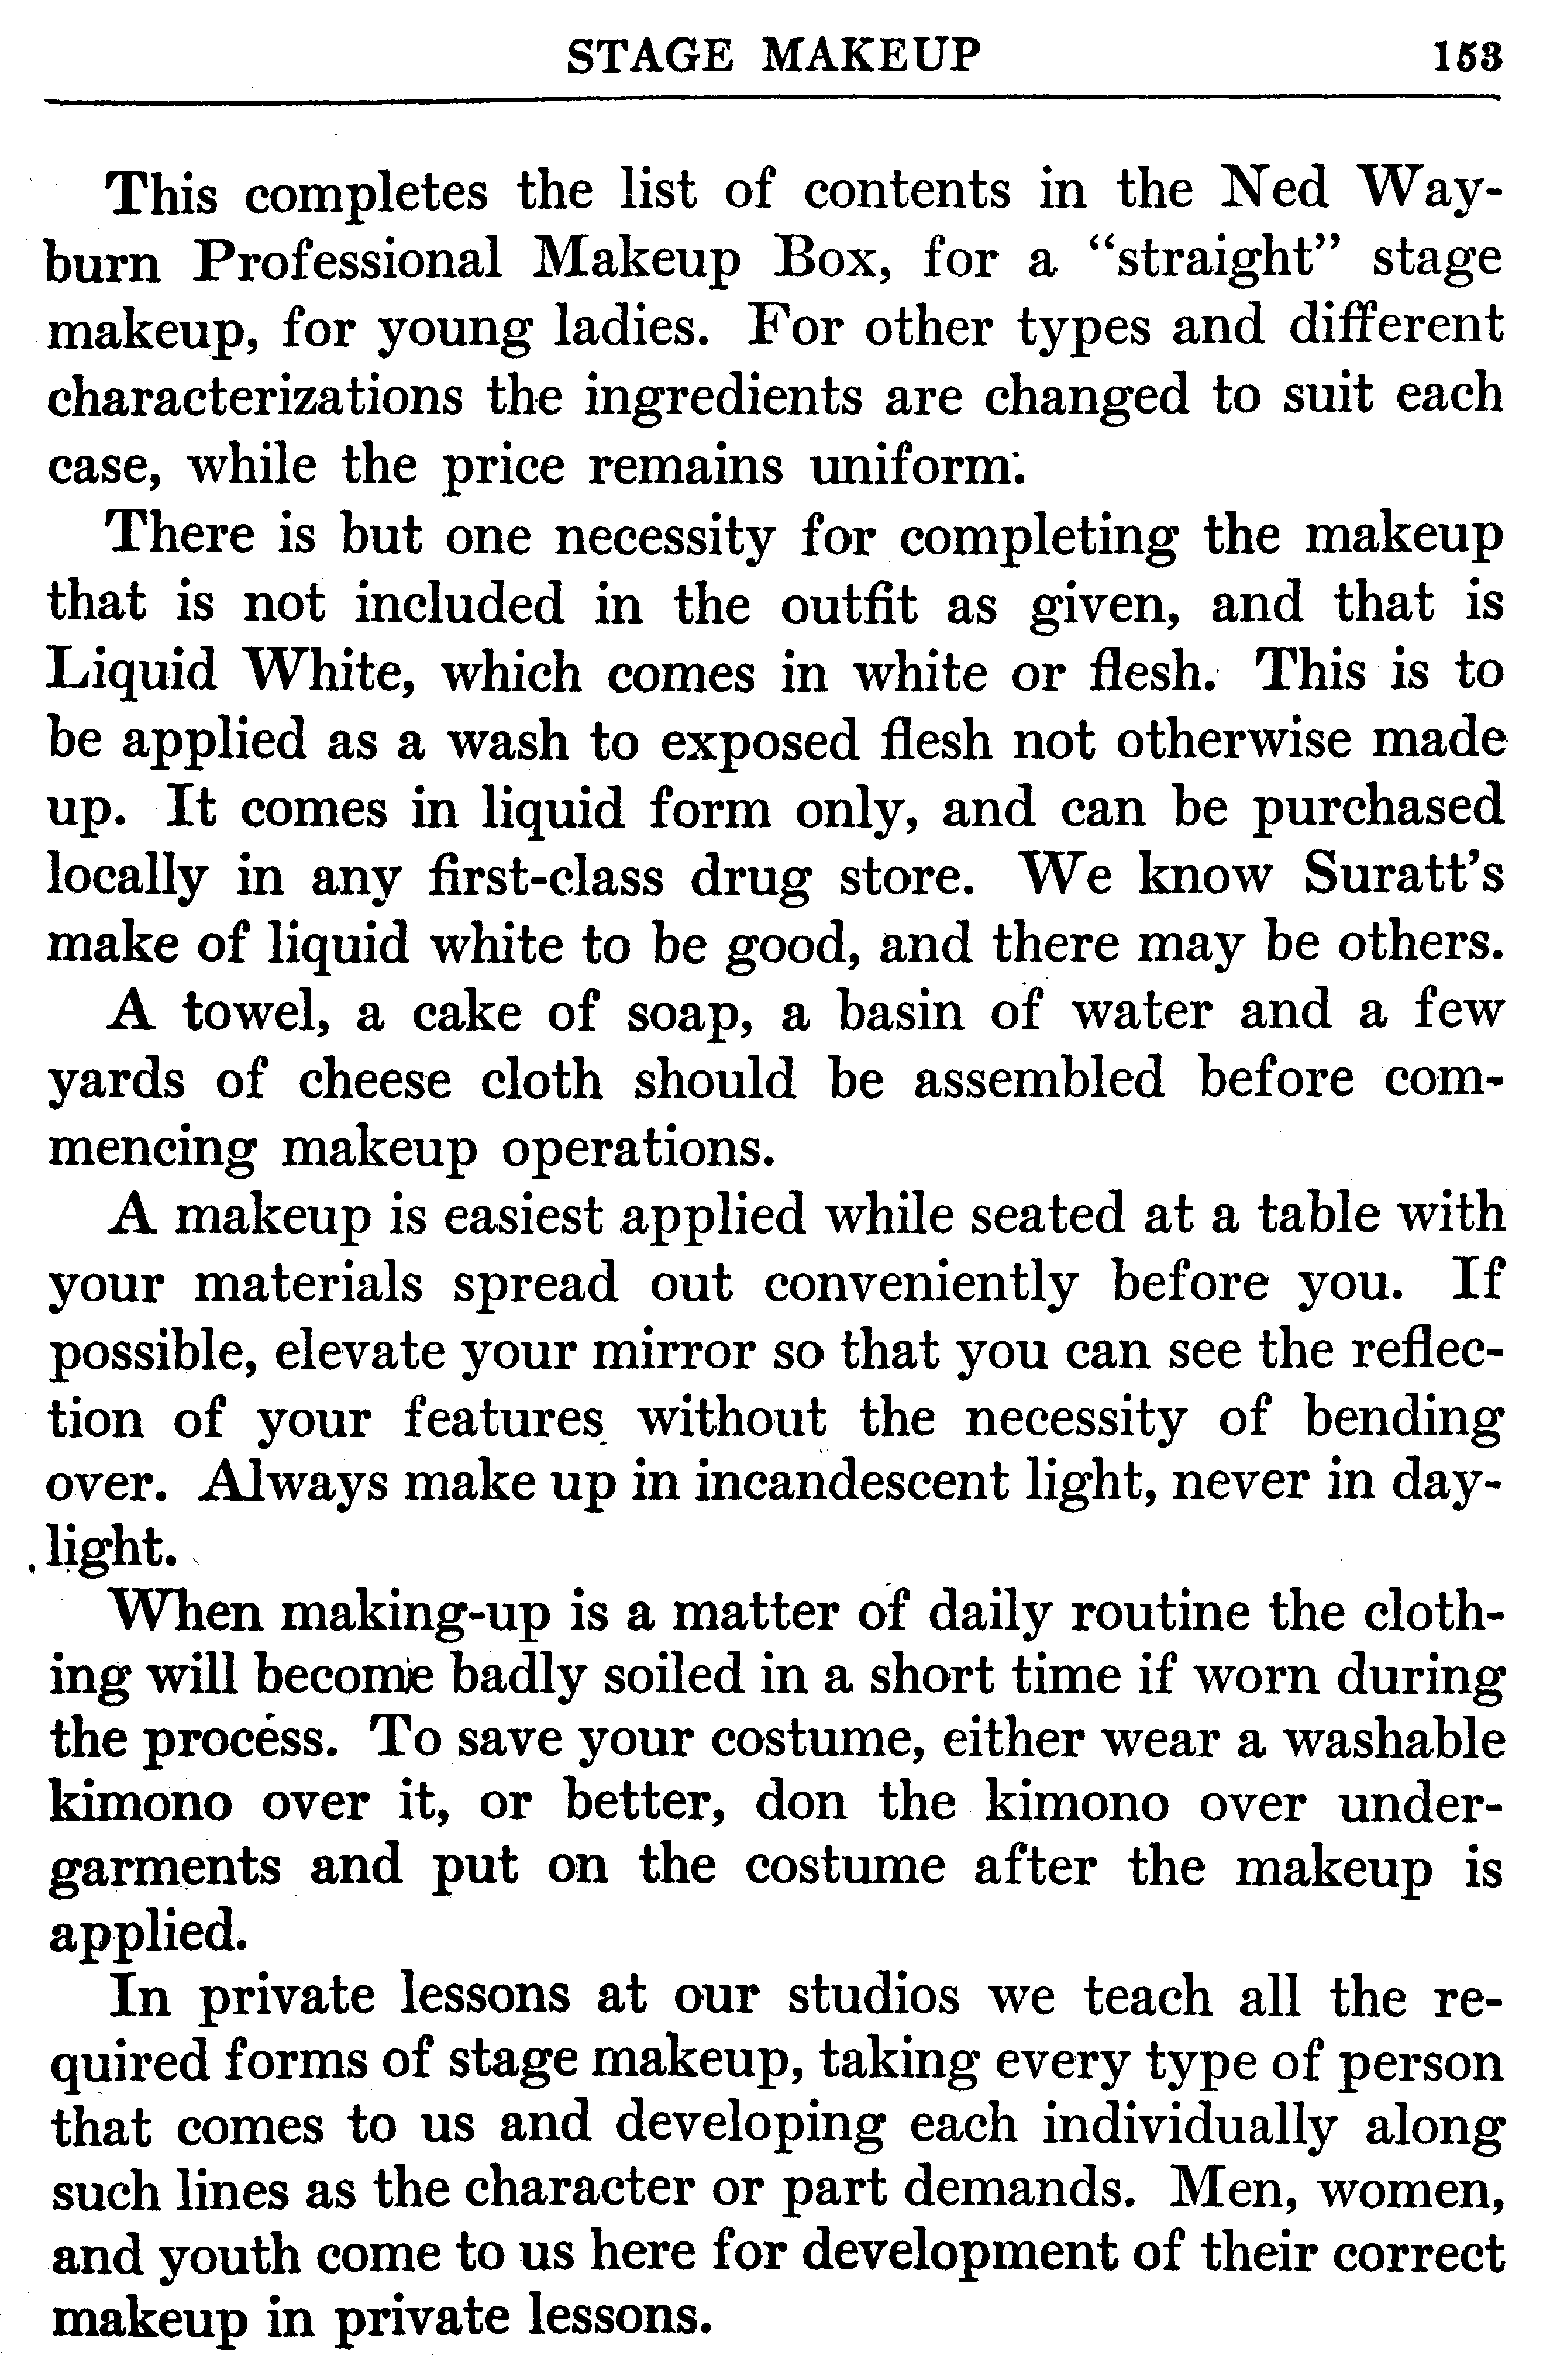 STAGE MAKEUP 153
This completes the list of contents in the Ned Way-
burn Professional Makeup Box, for a “straight” stage
makeup, for young ladies. For other types and different
characterizations the ingredients are changed to suit each
case, while the price remains uniform.
There is but one necessity for completing the makeup
that is not included in the outfit as given, and that is
Liquid White, which comes in white or flesh. This is to
be applied as a wash to exposed flesh not otherwise made
up. It comes in liquid form only, and can be purchased
locally in any first-class drug store. We know Suratt’s
make of liquid white to be good, and there may be others.
A towel, a cake of soap, a basin of water and a few
yards of cheese cloth should be assembled before com-
mencing makeup operations.
A makeup is easiest applied while seated at a table with
your materials spread out conveniently before you. If
possible, elevate your mirror so that you can see the reflec-
tion of your features without the necessity of bending
over. Always make up in incandescent light, never in day-
light.
When making-up is a matter of daily routine the cloth-
ing will become badly soiled in a short time if worn during
the process. To save your costume, either wear a washable
kimono over it, or better, don the kimono over under-
garments and put on the costume after the makeup is
applied.
In private lessons at our studios we teach all the re-
quired forms of stage makeup, taking every type of person
that comes to us and developing each individually along
such lines as the character or part demands. Men, women,
and youth come to us here for development of their correct
makeup in private lessons.